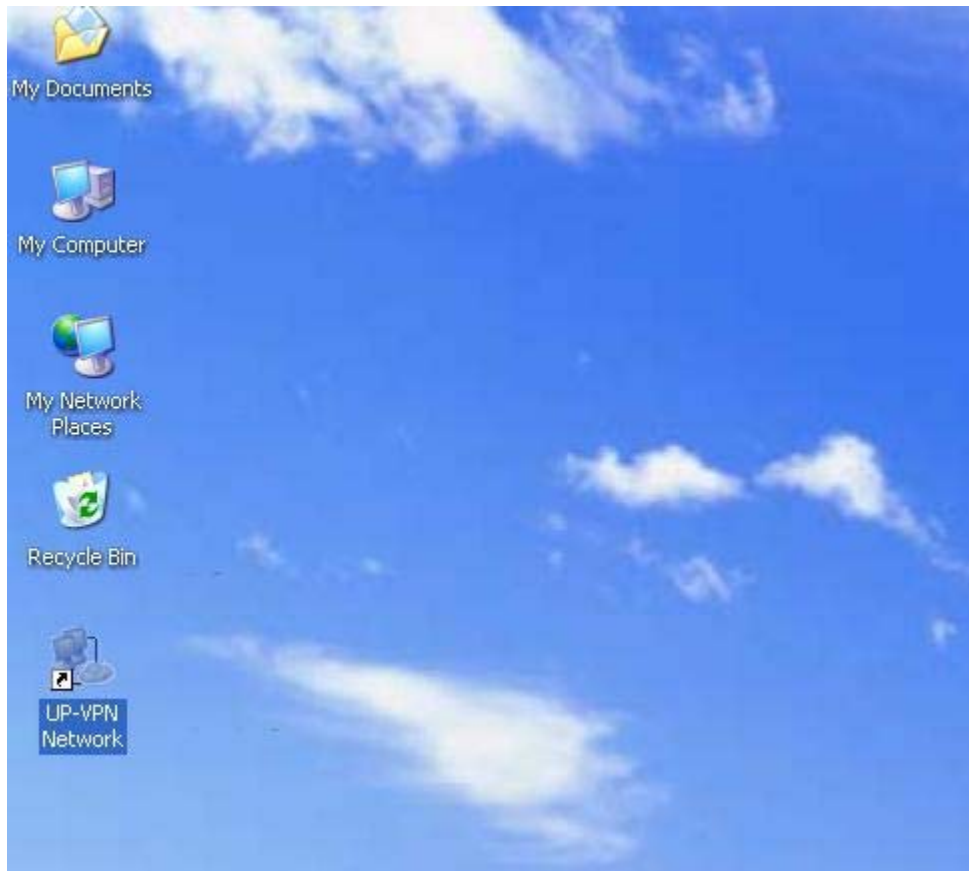 My Documents
My Computer
My Network
Places
Recycle Bin
UP-VPN
Network